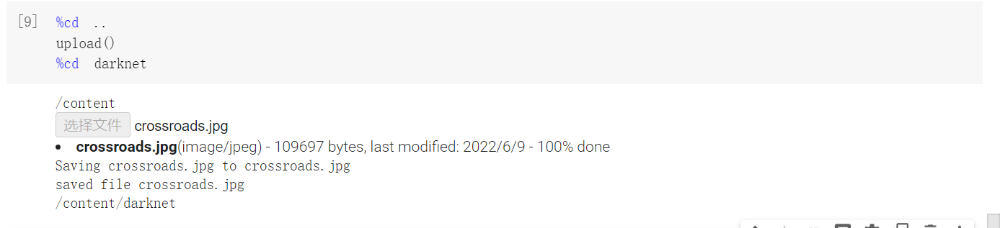 [9] %cd ..
upload()
%cd darknet
/content
选择文件 crossroads.jpg
• crossroads.jpg(image/jpeg) - 109697 bytes, last modified: 2022/6/9 - 100% done
Saving crossroads.jpg to crossroads.jpg
saved file crossroads.jpg
/content/darknet